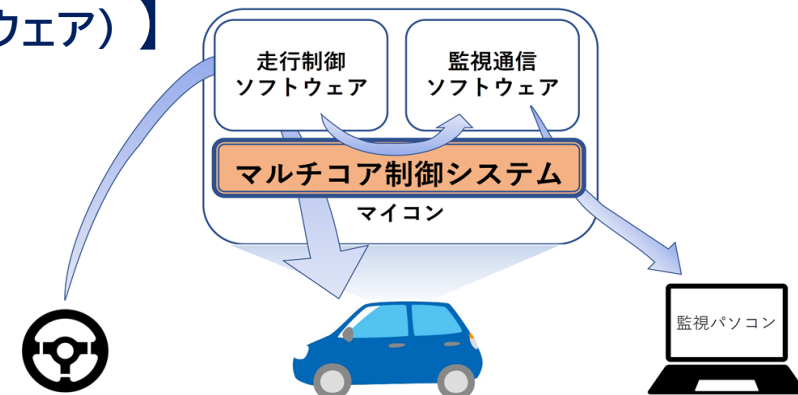 ウェア）】
走行制御
ソフトウェア
監視通信
ソフトウェア
マルチコア制御システム
マイコン
監視パソコン